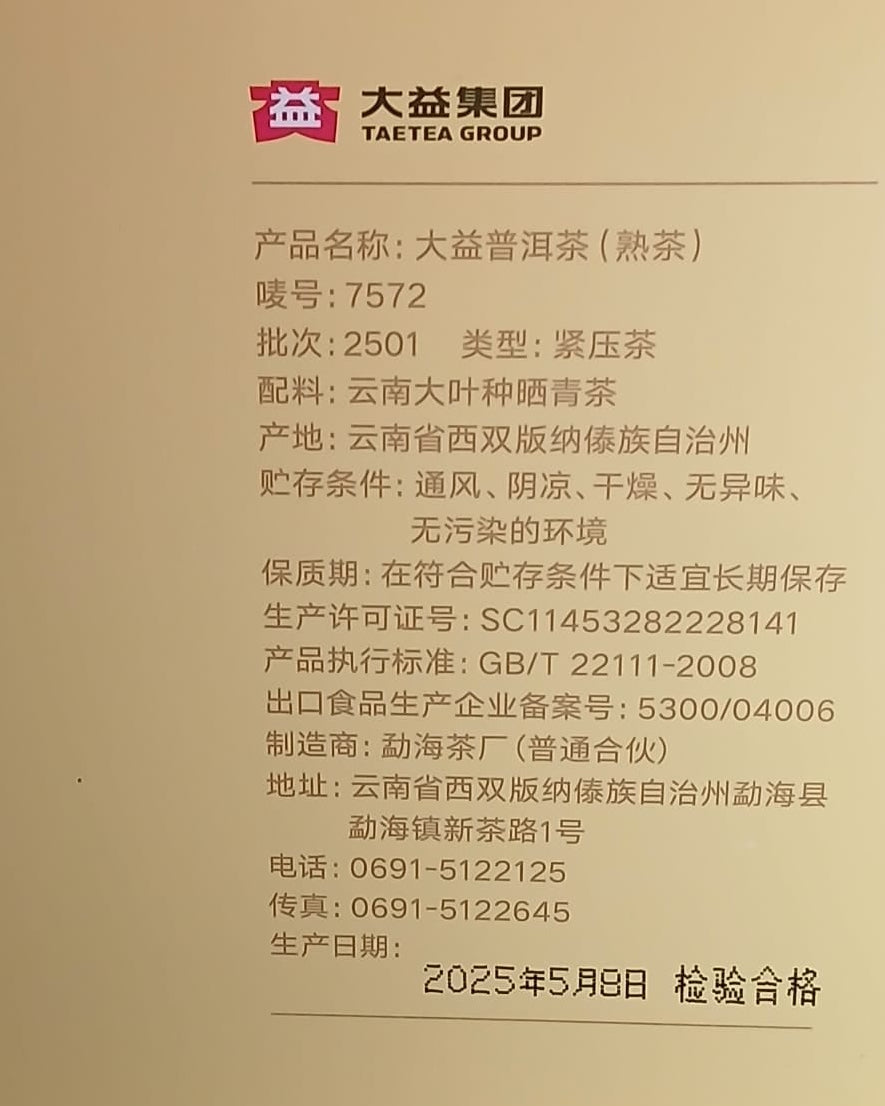 益 大益集团
TAETEA GROUP
产品名称：大益普洱茶（熟茶）
唛号：7572
批次：2501 类型：紧压茶
配料：云南大叶种晒青茶
产地：云南省西双版纳傣族自治州
贮存条件：通风、阴凉、干燥、无异味、
无污染的环境
保质期：在符合贮存条件下适宜长期保存
生产许可证号：SC11453282228141
产品执行标准：GB/T 22111-2008
出口食品生产企业备案号：5300/04006
制造商：勐海茶厂（普通合伙）
地址：云南省西双版纳傣族自治州勐海县
勐海镇新茶路1号
电话：0691-5122125
传真：0691-5122645
生产日期：
2025年5月8日 检验合格